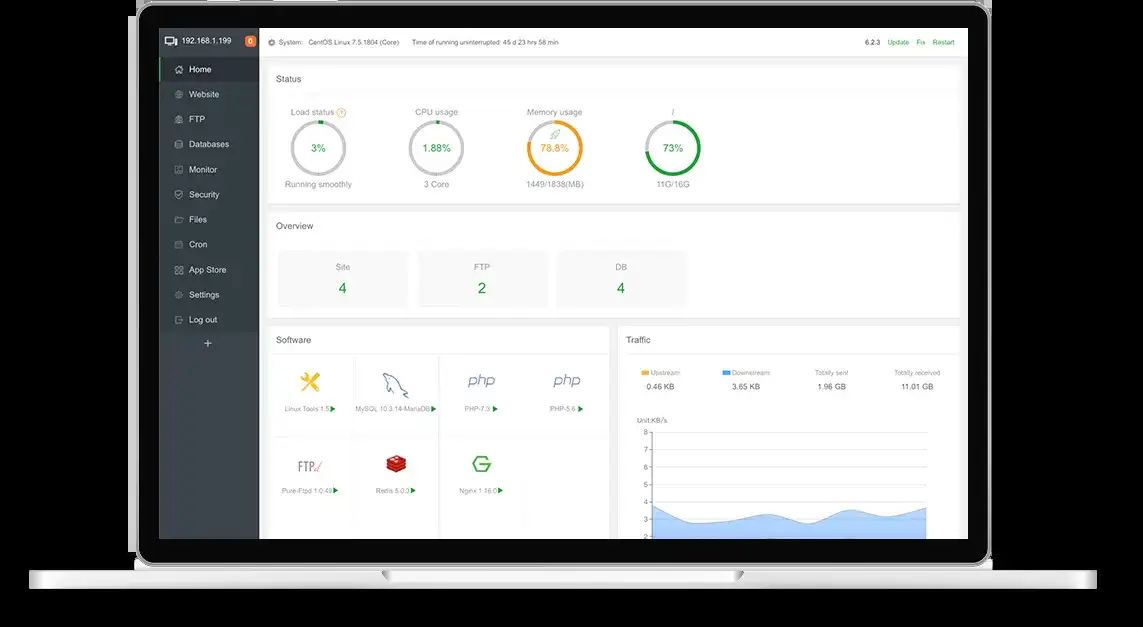 192.168.1.199
0
System: CentOS Linux 7.5.1804 (Core) Time of running uninterrupted: 45 d 23 hrs 58 min
6.2.3 Update Fix Restart
Home
Website
FTP
Databases
Monitor
Security
Files
Cron
App Store
Settings
Log out
+
Status
Load status ? CPU usage Memory usage /
3% 1.88% 78.8% 73%
Running smoothly 3 Core 1449/1838(MB) 11G/16G
Overview
Site FTP DB
4 2 4
Software
php php
Linux Tools 1.5 MySQL 10.3.14-MariaDB PHP-7.3 PHP-5.6
FTPd
Pure-Ftpd 1.0.49 Redis 5.0.3 Nginx 1.16.0
Traffic
Upstream Downstream Totally sent Totally received
0.46 KB 3.65 KB 1.96 GB 11.01 GB
Unit:KB/s
8
7
6
5
4
3
2